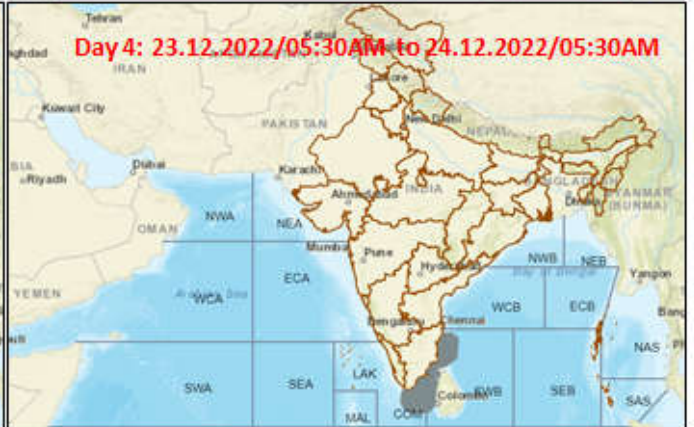 Tehran
Day 4: 23.12.2022/05:30AM to 24.12.2022/05:30AM
Kabul
IRAN
Lahore
Kuwait City
New Delhi
PAKISTAN
NEPAL
Dubai
Karachi
Riyadh
Ahmedabad
INDIA
MYANMAR
(BURMA)
OMAN
NWA
NEA
Mumbai
Pune
Hyderabad
NWB
NEB
Bay of Bengal
Yangon
YEMEN
Arabian Sea
WCA
ECA
WCB
ECB
Bengaluru
Chennai
NAS
LAK
SWA
SEA
Colombo
SWB
SEB
SAS
MAL
COM